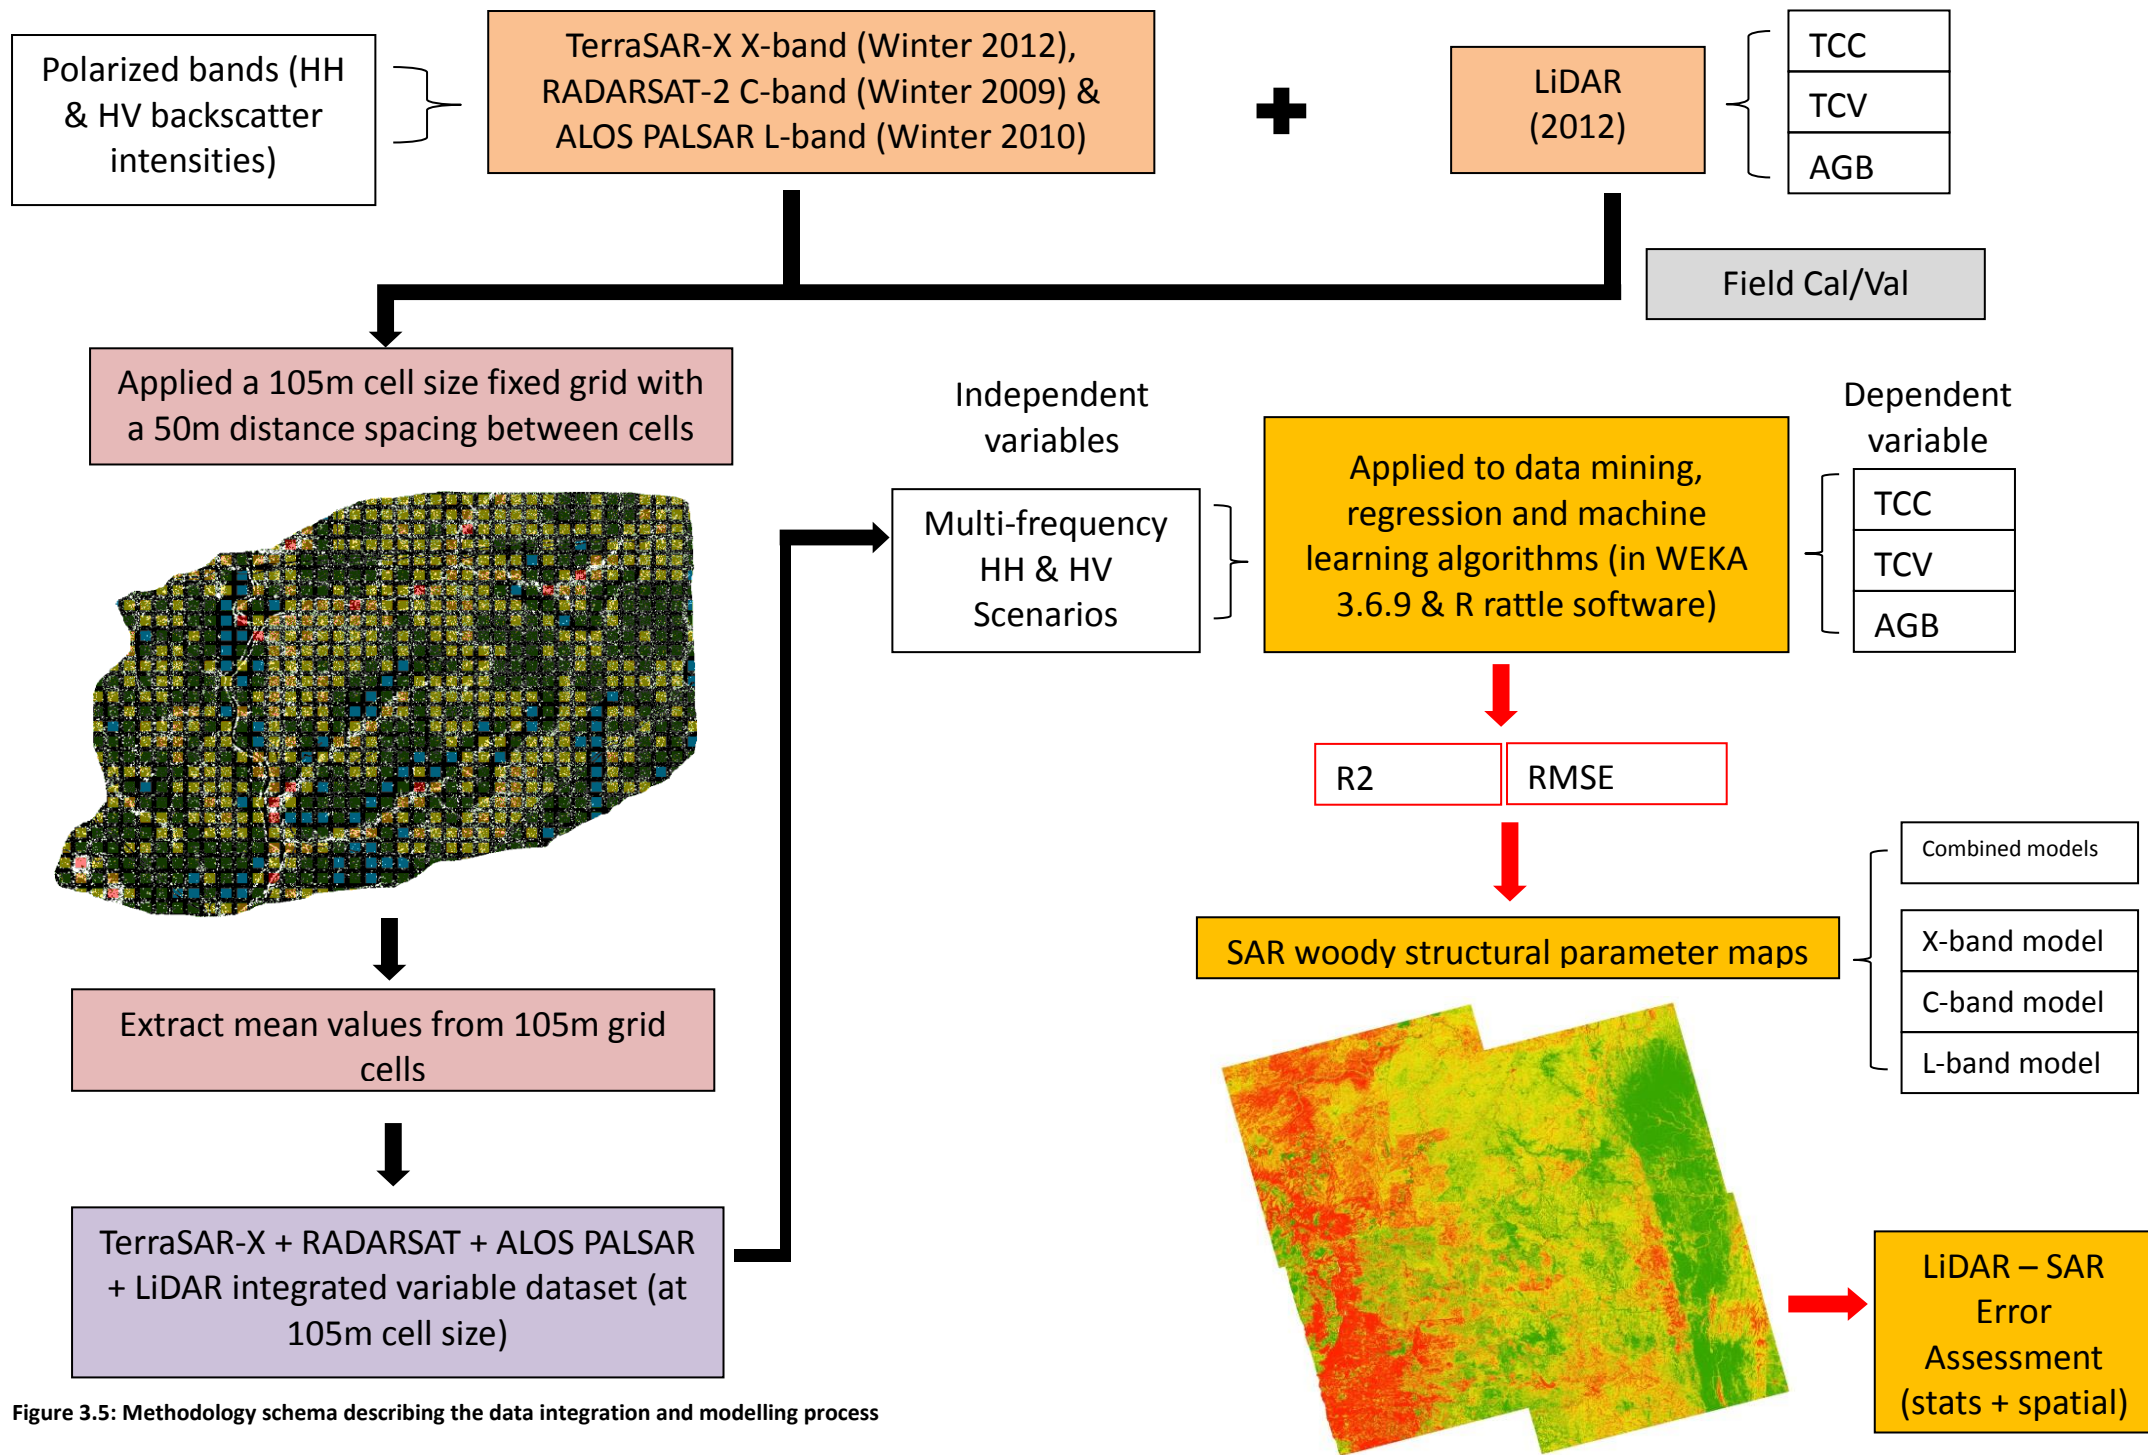 Polarized bands (HH
& HV backscatter
intensities)
TerraSAR-X X-band (Winter 2012),
RADARSAT-2 C-band (Winter 2009) &
ALOS PALSAR L-band (Winter 2010)
LiDAR
(2012)
TCC
TCV
AGB
Field Cal/Val
Applied a 105m cell size fixed grid with
a 50m distance spacing between cells
Extract mean values from 105m grid
cells
TerraSAR-X + RADARSAT + ALOS PALSAR
+ LiDAR integrated variable dataset (at
105m cell size)
Independent
variables
Multi-frequency
HH & HV
Scenarios
Applied to data mining,
regression and machine
learning algorithms (in WEKA
3.6.9 & R rattle software)
Dependent
variable
TCC
TCV
AGB
R2
RMSE
SAR woody structural parameter maps
Combined models
X-band model
C-band model
L-band model
LiDAR – SAR
Error
Assessment
(stats + spatial)
Figure 3.5: Methodology schema describing the data integration and modelling process